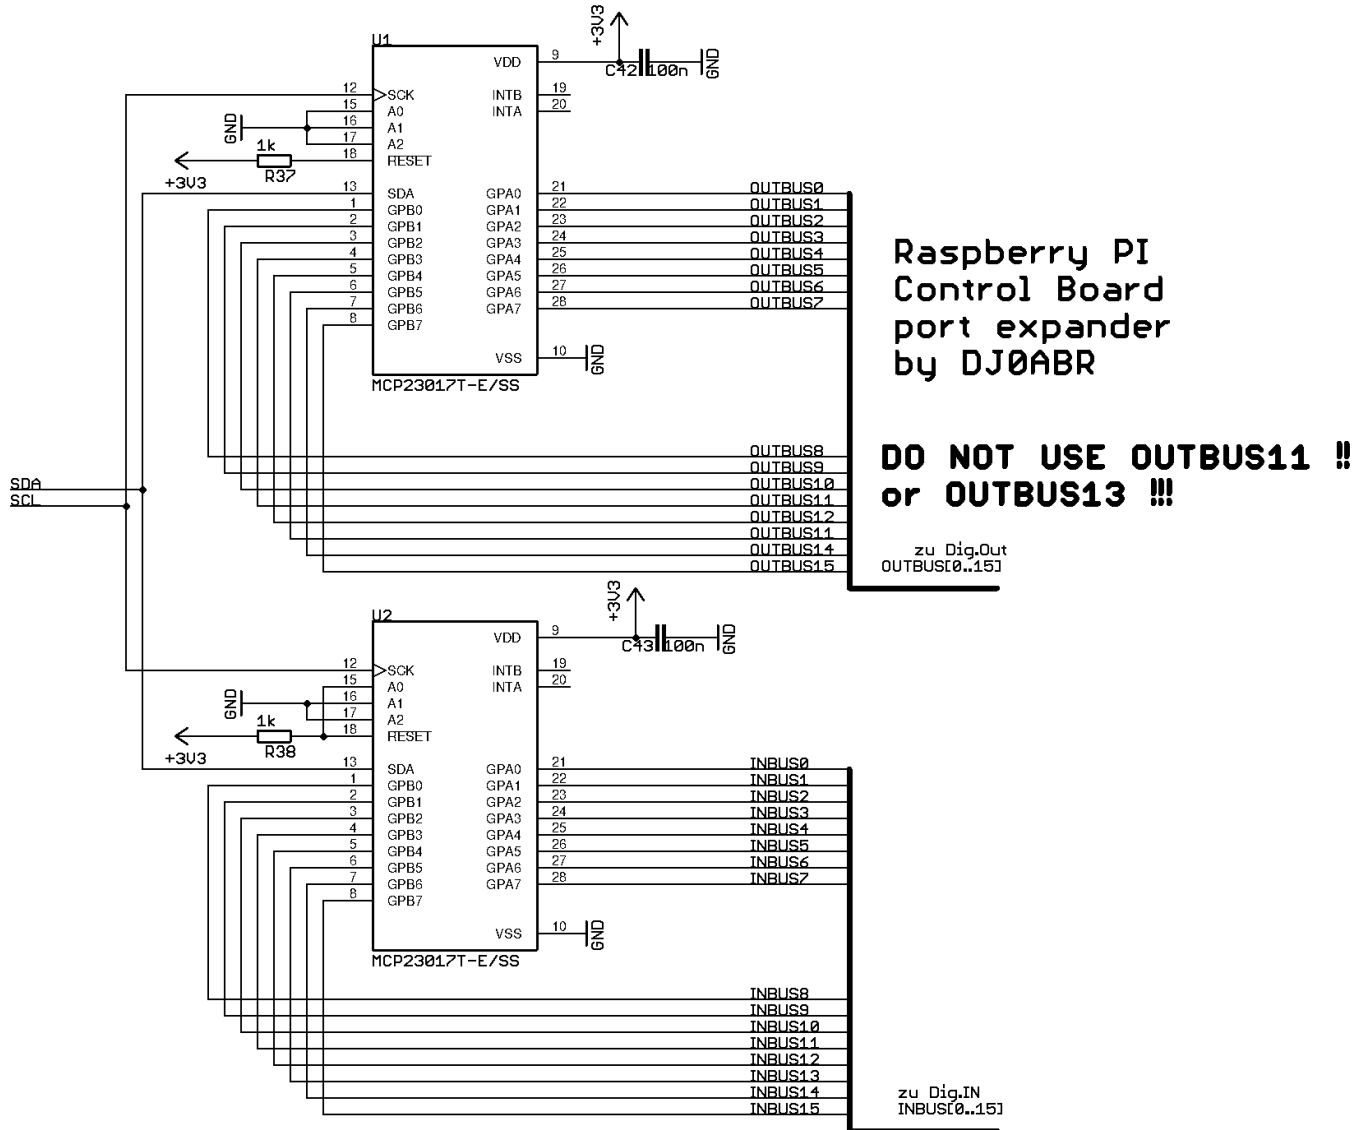 +3V3
U1
VDD 9
C42 100n GND
12 SCK INTB 19
15 A0 INTA 20
GND 16 A1
1k 17 A2
18 RESET
+3V3 R37
13 SDA GPA0 21 OUTBUS0
1 GPB0 GPA1 22 OUTBUS1
2 GPB1 GPA2 23 OUTBUS2
3 GPB2 GPA3 24 OUTBUS3
4 GPB3 GPA4 25 OUTBUS4
5 GPB4 GPA5 26 OUTBUS5
6 GPB5 GPA6 27 OUTBUS6
7 GPB6 GPA7 28 OUTBUS7
8 GPB7
VSS 10 GND
MCP23017T-E/SS
Raspberry PI
Control Board
port expander
by DJ0ABR
OUTBUS8
OUTBUS9
OUTBUS10
OUTBUS11
OUTBUS12
OUTBUS11
OUTBUS14
OUTBUS15
DO NOT USE OUTBUS11 !!
or OUTBUS13 !!!
SDA
SCL
zu Dig.Out
OUTBUS[0..15]
+3V3
U2
VDD 9
C43 100n GND
12 SCK INTB 19
15 A0 INTA 20
GND 16 A1
1k 17 A2
18 RESET
+3V3 R38
13 SDA GPA0 21 INBUS0
1 GPB0 GPA1 22 INBUS1
2 GPB1 GPA2 23 INBUS2
3 GPB2 GPA3 24 INBUS3
4 GPB3 GPA4 25 INBUS4
5 GPB4 GPA5 26 INBUS5
6 GPB5 GPA6 27 INBUS6
7 GPB6 GPA7 28 INBUS7
8 GPB7
VSS 10 GND
MCP23017T-E/SS
INBUS8
INBUS9
INBUS10
INBUS11
INBUS12
INBUS13
INBUS14
INBUS15
zu Dig.IN
INBUS[0..15]